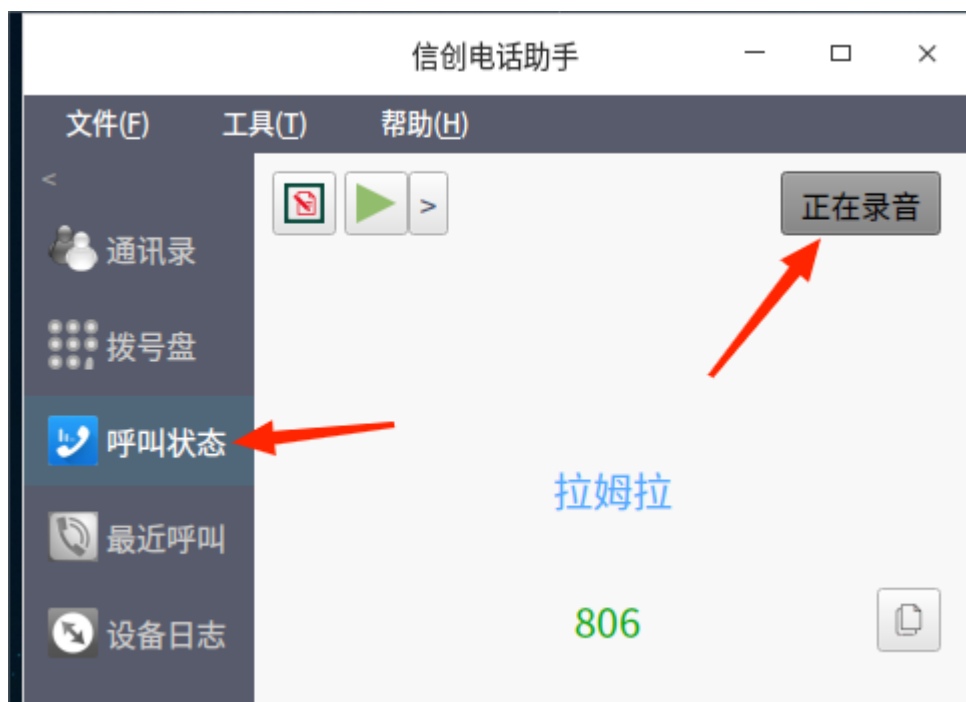 信创电话助手
文件(F) 工具(T) 帮助(H)
<
通讯录
拨号盘
呼叫状态
最近呼叫
设备日志
>
正在录音
拉姆拉
806